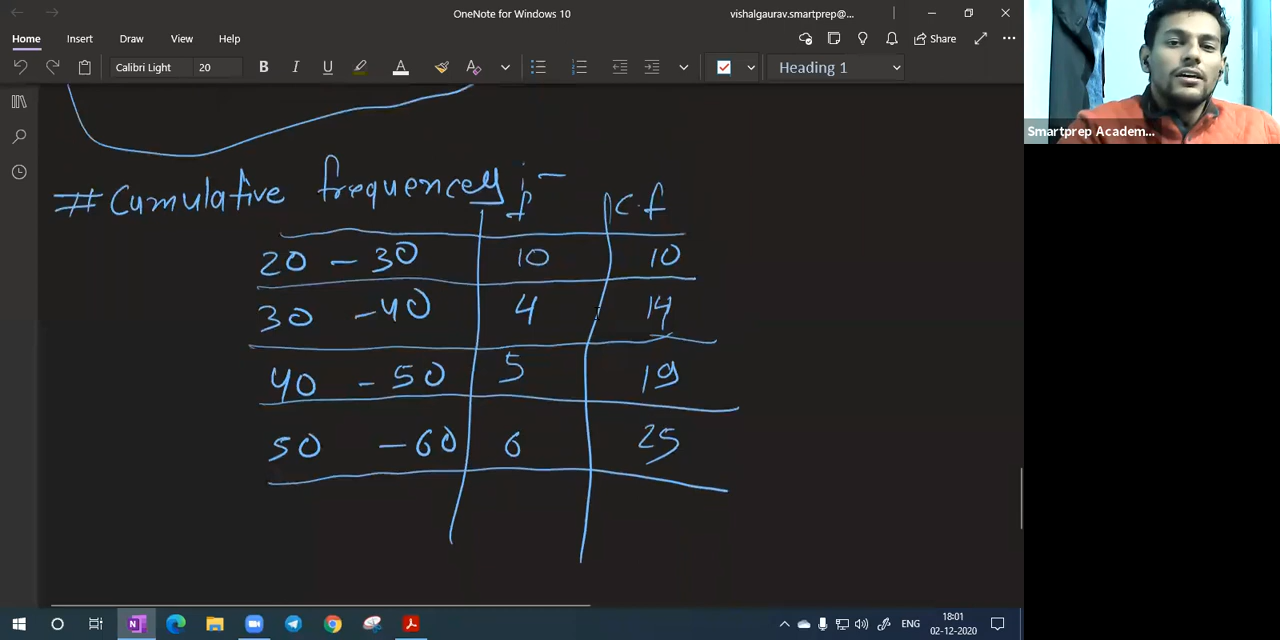 OneNote for Windows 10
vishalgaurav.smartprep@...
Home Insert Draw View Help
Share
Calibri Light 20 B I U A A Heading 1
Smartprep Academ...
# Cumulative frequencey :-
f c.f
20 - 30 10 10
30 - 40 4 14
40 - 50 5 19
50 - 60 6 25
ENG
18:01
02-12-2020